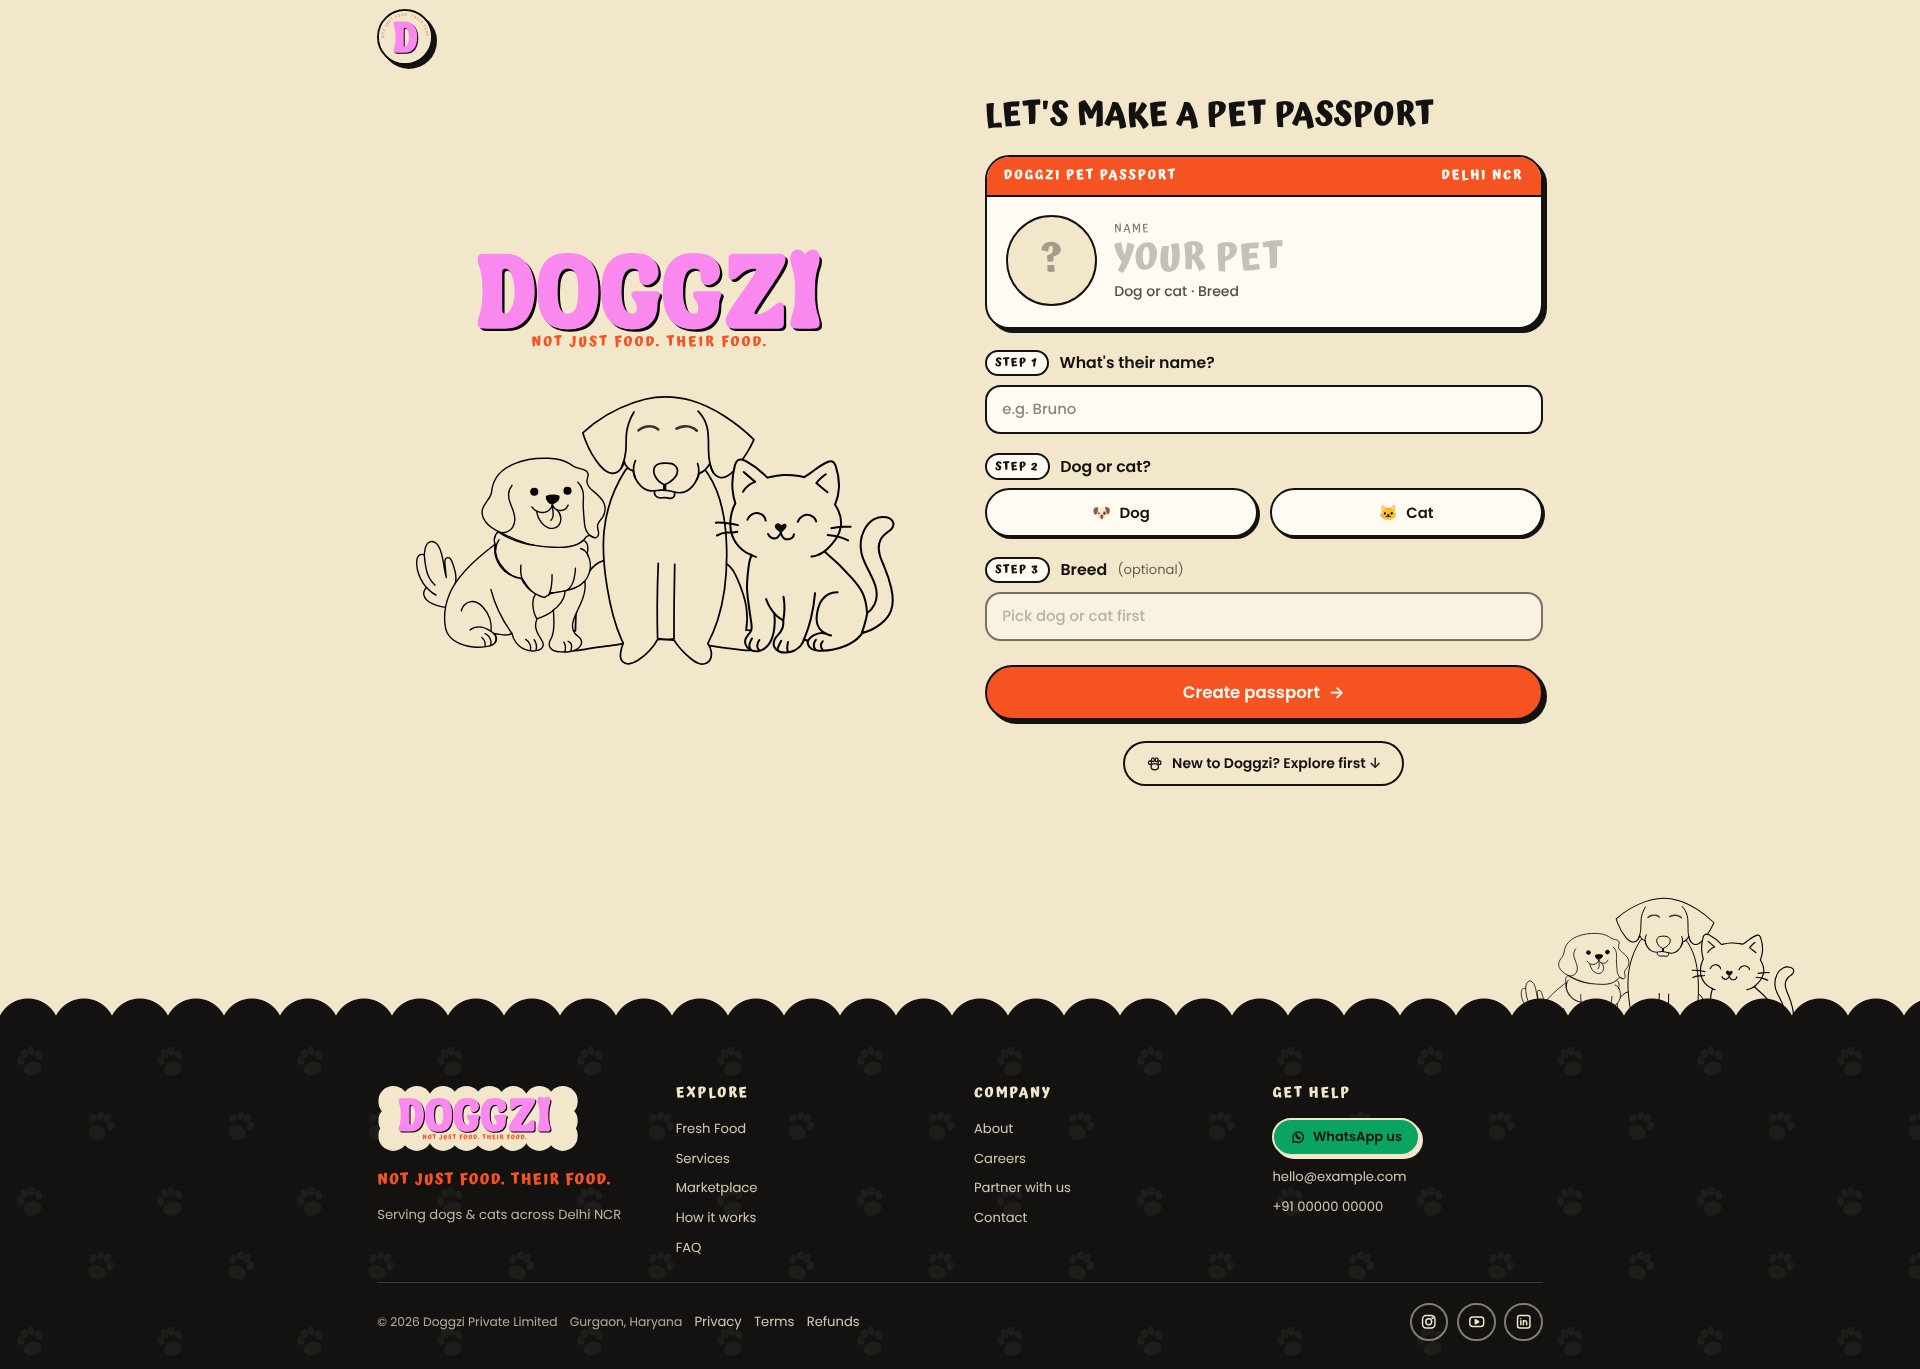 D
LET'S MAKE A PET PASSPORT
DOGGZI PET PASSPORT
DELHI NCR
?
NAME
YOUR PET
Dog or cat · Breed
DOGGZI
NOT JUST FOOD. THEIR FOOD.
STEP 1 What's their name?
e.g. Bruno
STEP 2 Dog or cat?
🐶 Dog
🐱 Cat
STEP 3 Breed (optional)
Pick dog or cat first
Create passport →
New to Doggzi? Explore first ↓
DOGGZI
NOT JUST FOOD. THEIR FOOD.
NOT JUST FOOD. THEIR FOOD.
Serving dogs & cats across Delhi NCR
EXPLORE
Fresh Food
Services
Marketplace
How it works
FAQ
COMPANY
About
Careers
Partner with us
Contact
GET HELP
WhatsApp us
hello@example.com
+91 00000 00000
© 2026 Doggzi Private Limited Gurgaon, Haryana Privacy Terms Refunds